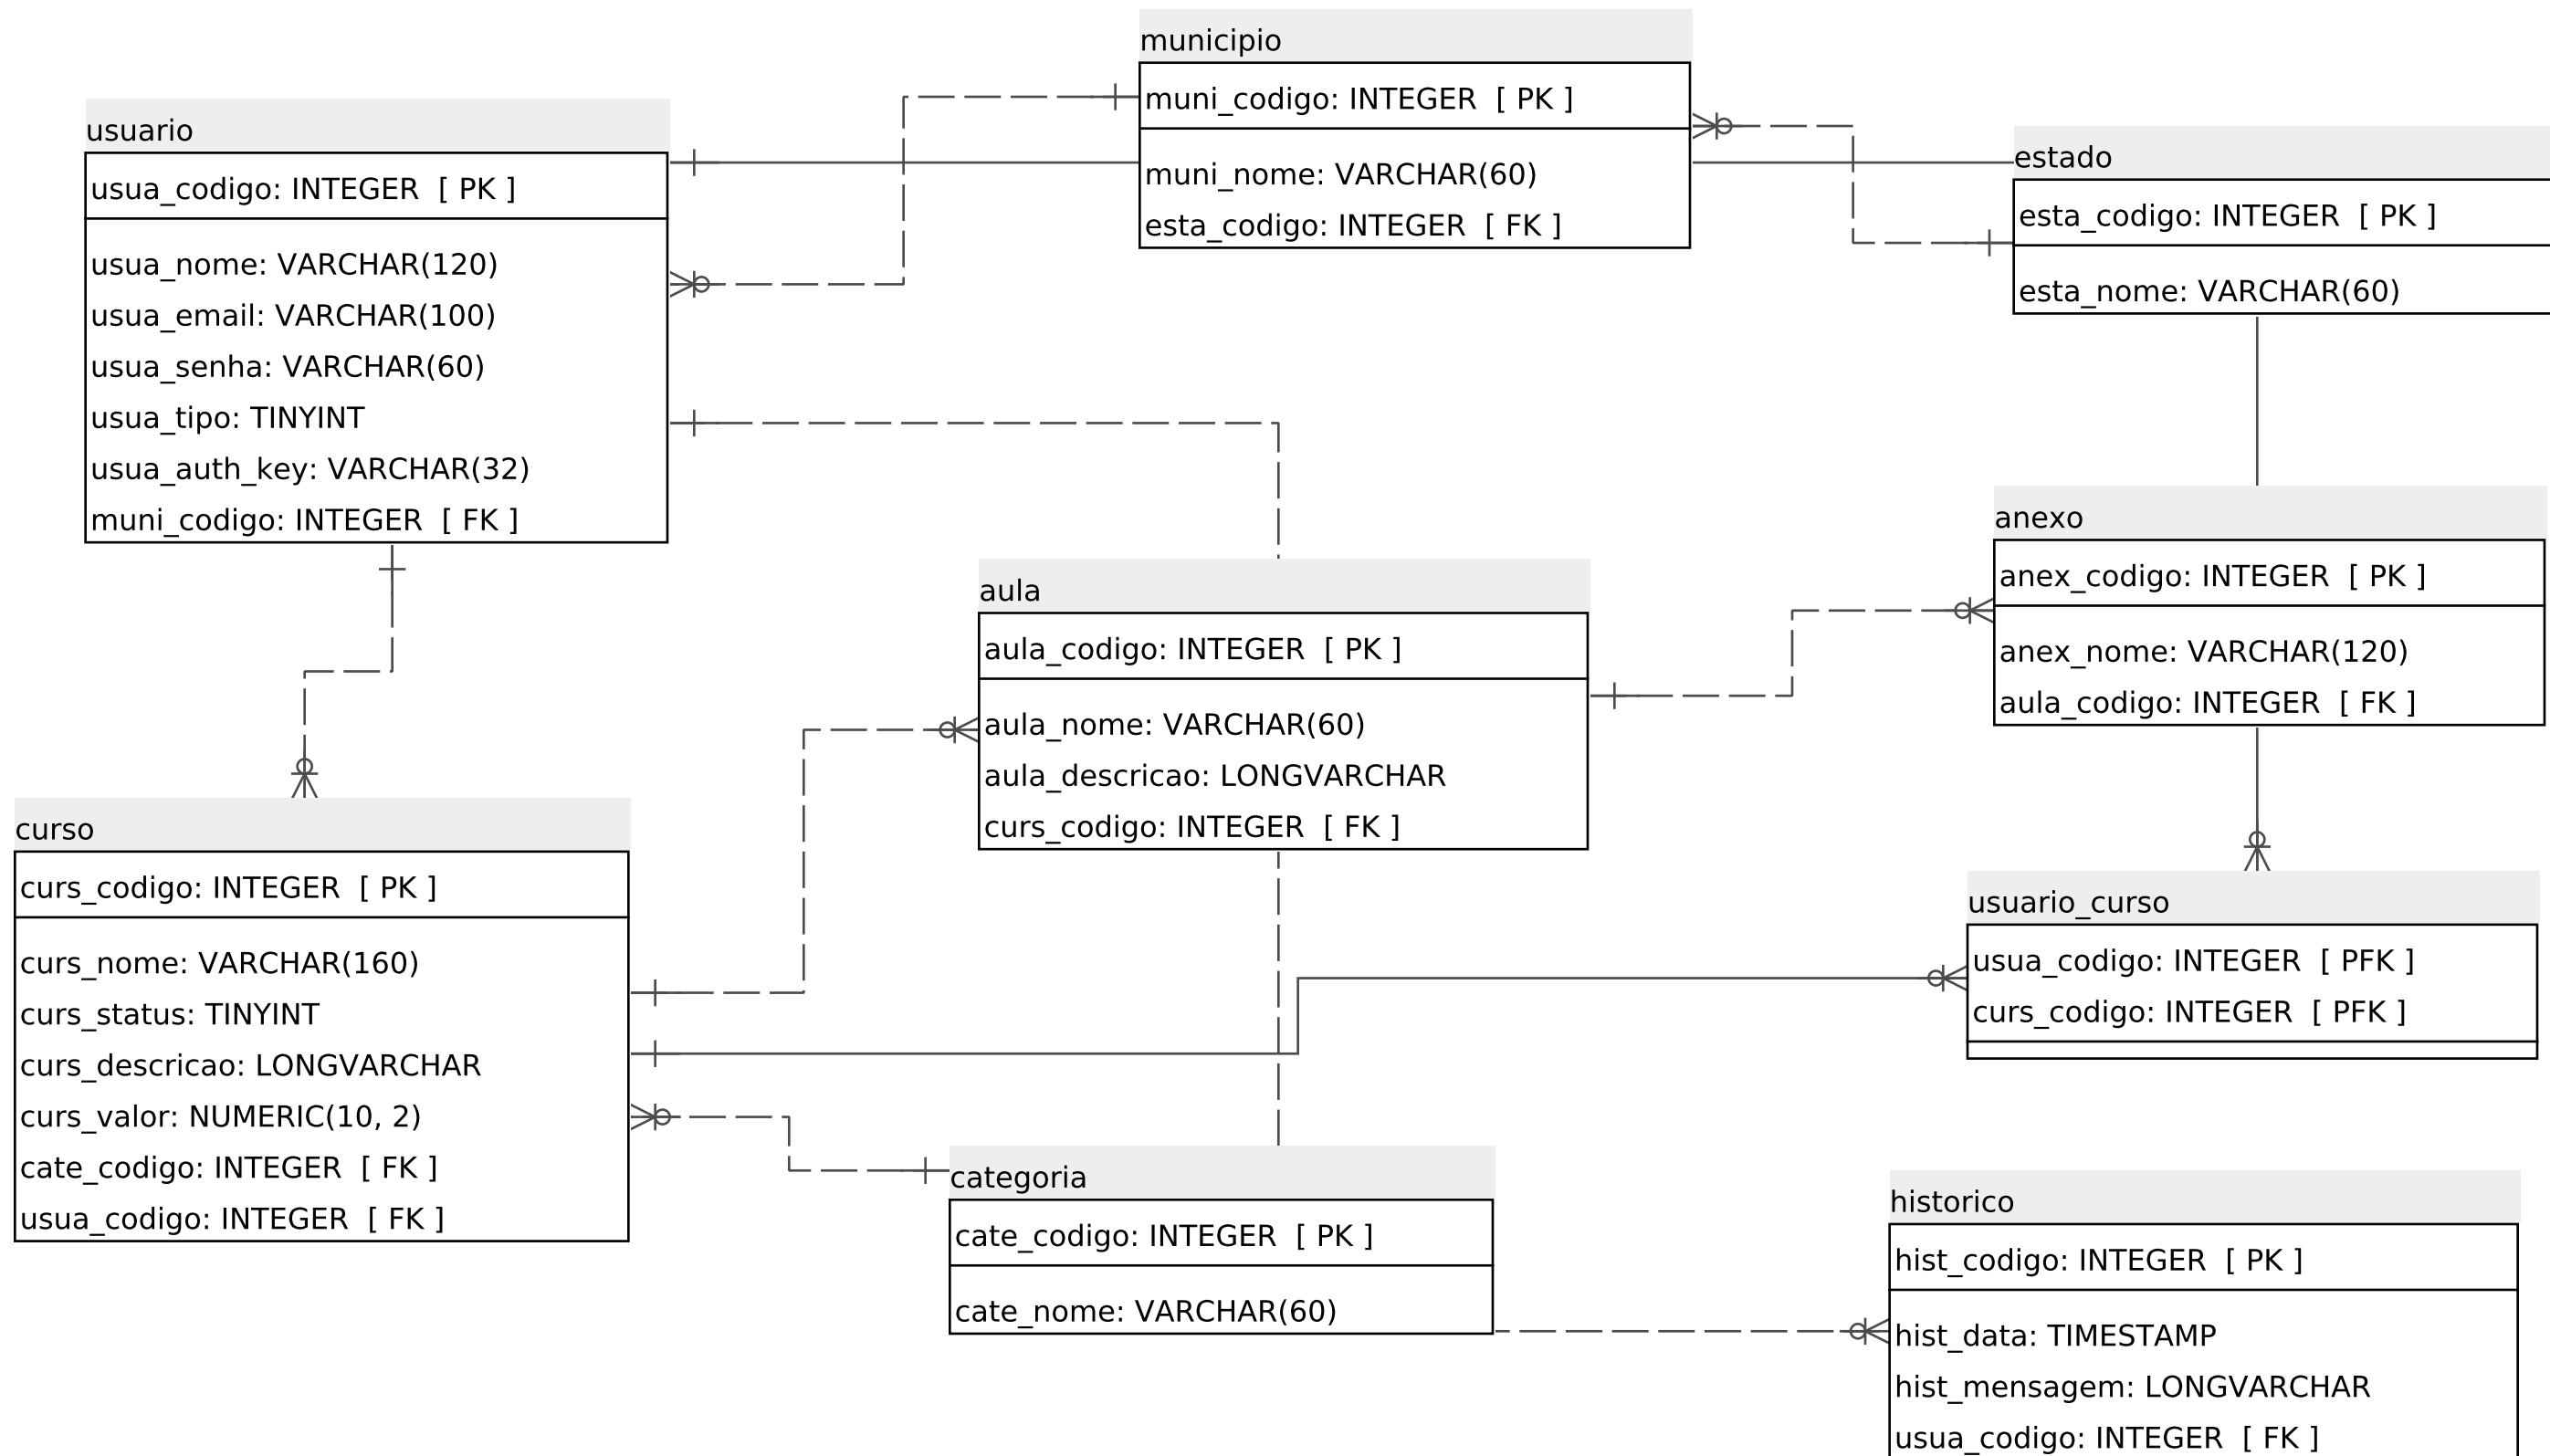 municipio
muni_codigo: INTEGER [ PK ]
muni_nome: VARCHAR(60)
esta_codigo: INTEGER [ FK ]
usuario
usua_codigo: INTEGER [ PK ]
usua_nome: VARCHAR(120)
usua_email: VARCHAR(100)
usua_senha: VARCHAR(60)
usua_tipo: TINYINT
usua_auth_key: VARCHAR(32)
muni_codigo: INTEGER [ FK ]
estado
esta_codigo: INTEGER [ PK ]
esta_nome: VARCHAR(60)
anexo
anex_codigo: INTEGER [ PK ]
anex_nome: VARCHAR(120)
aula_codigo: INTEGER [ FK ]
aula
aula_codigo: INTEGER [ PK ]
aula_nome: VARCHAR(60)
aula_descricao: LONGVARCHAR
curs_codigo: INTEGER [ FK ]
curso
curs_codigo: INTEGER [ PK ]
curs_nome: VARCHAR(160)
curs_status: TINYINT
curs_descricao: LONGVARCHAR
curs_valor: NUMERIC(10, 2)
cate_codigo: INTEGER [ FK ]
usua_codigo: INTEGER [ FK ]
usuario_curso
usua_codigo: INTEGER [ PFK ]
curs_codigo: INTEGER [ PFK ]
categoria
cate_codigo: INTEGER [ PK ]
cate_nome: VARCHAR(60)
historico
hist_codigo: INTEGER [ PK ]
hist_data: TIMESTAMP
hist_mensagem: LONGVARCHAR
usua_codigo: INTEGER [ FK ]